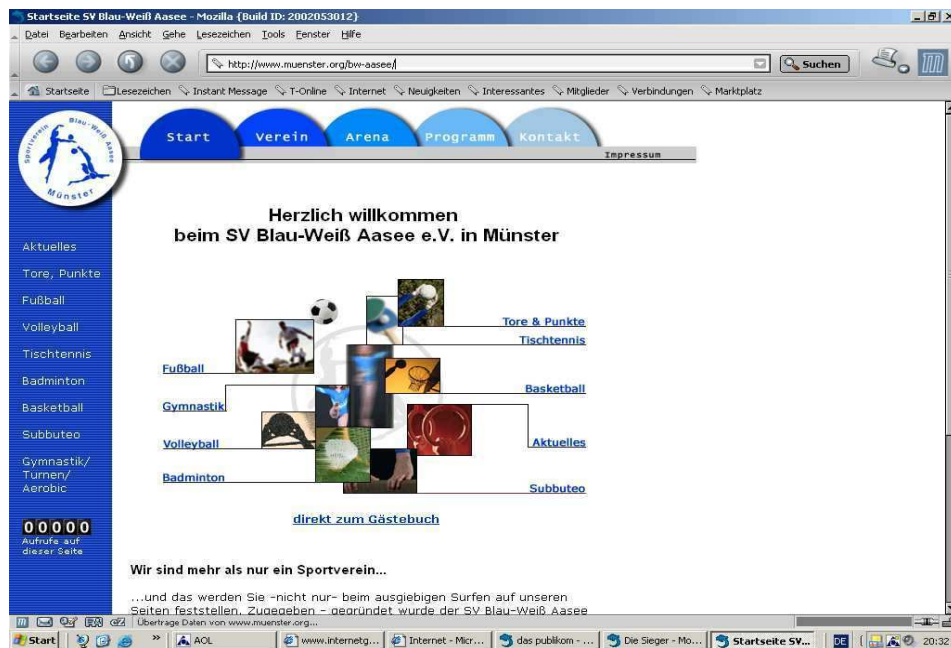 Startseite SV Blau-Weiß Aasee - Mozilla {Build ID: 2002053012}
Datei Bearbeiten Ansicht Gehe Lesezeichen Tools Fenster Hilfe
http://www.muenster.org/bw-aasee/
Suchen
Startseite Lesezeichen Instant Message T-Online Internet Neuigkeiten Interessantes Mitglieder Verbindungen Marktplatz
Sportverein Blau-Weiß Aasee
Münster
Start Verein Arena Programm Kontakt
Impressum
Aktuelles
Tore, Punkte
Fußball
Volleyball
Tischtennis
Badminton
Basketball
Subbuteo
Gymnastik/
Turnen/
Aerobic
00000
Aufrufe auf
dieser Seite
Herzlich willkommen
beim SV Blau-Weiß Aasee e.V. in Münster
Tore & Punkte
Tischtennis
Fußball
Basketball
Gymnastik
Volleyball
Aktuelles
Badminton
Subbuteo
direkt zum Gästebuch
Wir sind mehr als nur ein Sportverein...
...und das werden Sie -nicht nur- beim ausgiebigen Surfen auf unseren
Seiten feststellen. Zugegeben - gegründet wurde der SV Blau-Weiß Aasee
Übertrage Daten von www.muenster.org...
Start » AOL www.internetg... Internet - Micr... das publikom - ... Die Sieger - Mo... Startseite SV... DE 20:32